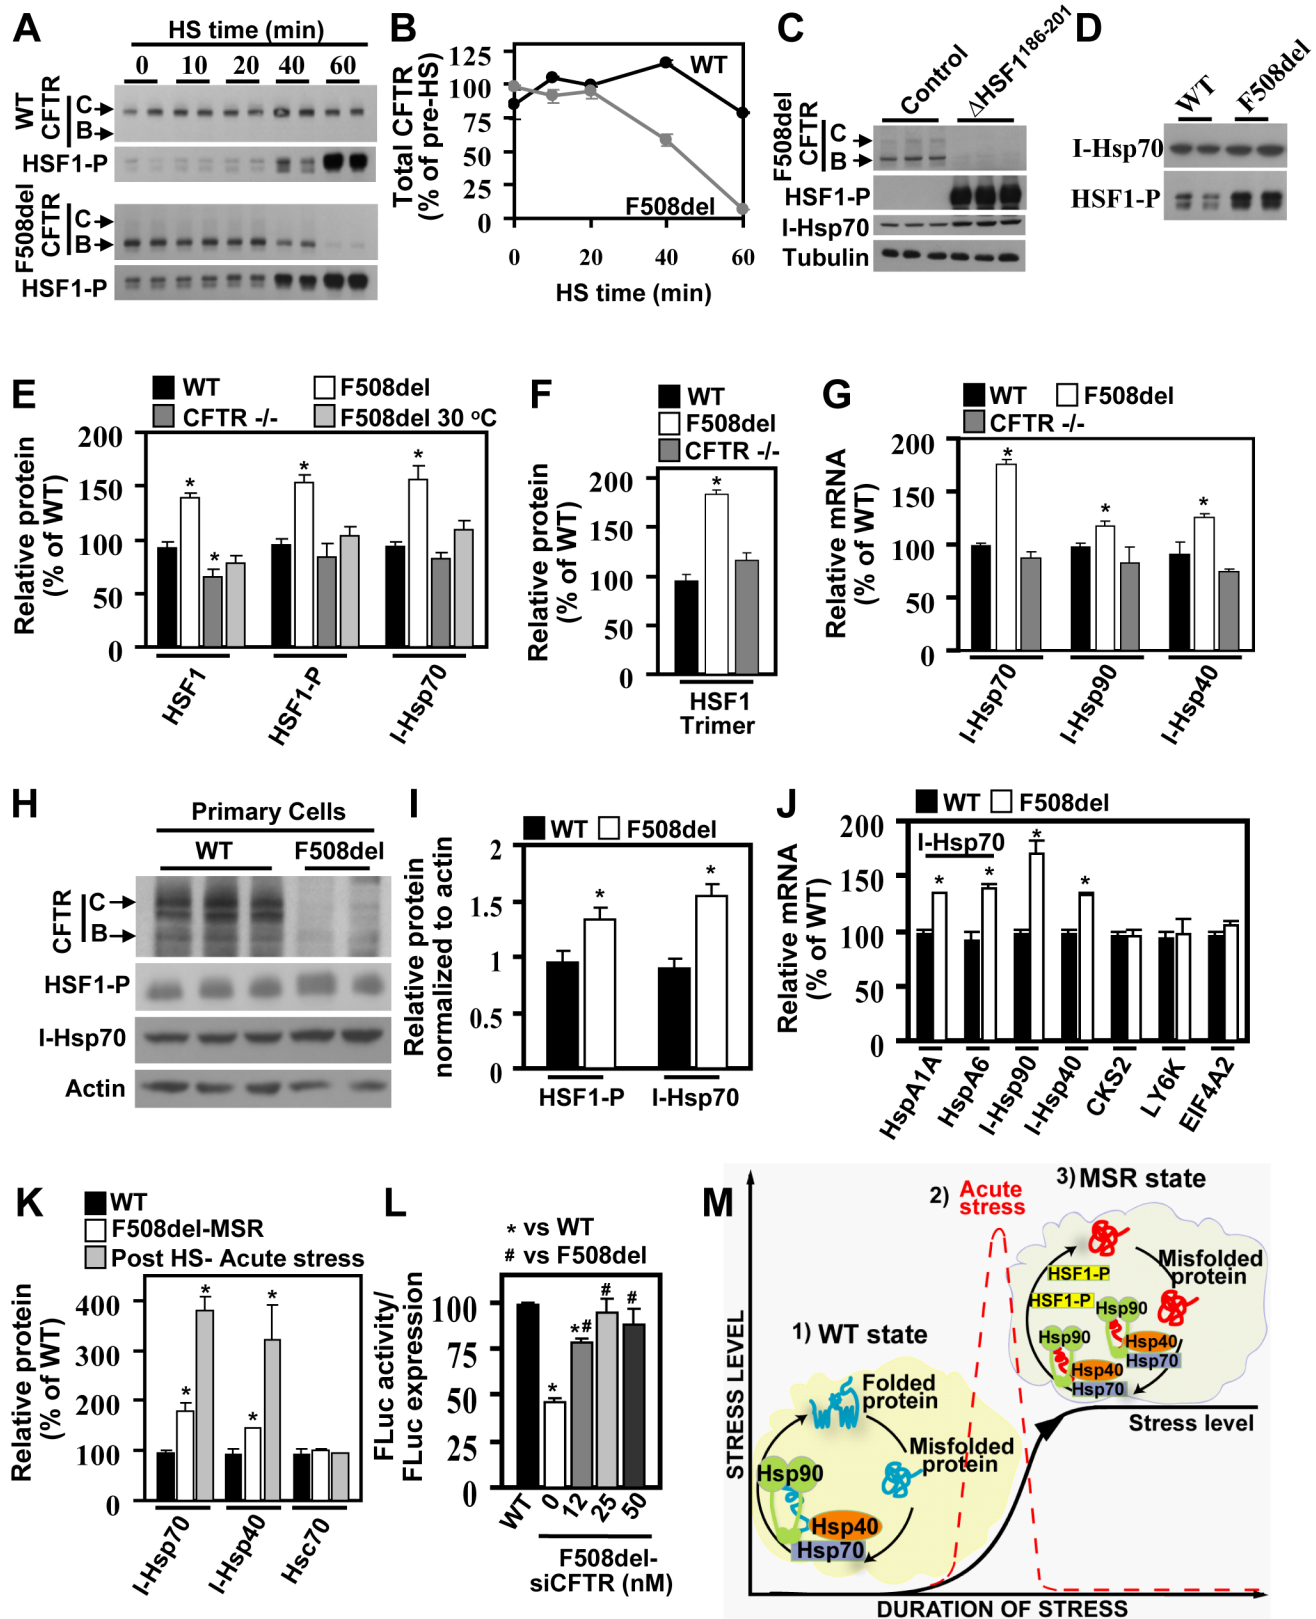 A
HS time (min)
0 10 20 40 60
WT
CFTR
C
B
HSF1-P
F508del
CFTR
C
B
HSF1-P
B
Total CFTR
(% of pre-HS)
125
100
75
50
25
0
WT
F508del
0 20 40 60
HS time (min)
C
Control
ΔHSF1186-201
F508del
CFTR
C
B
HSF1-P
I-Hsp70
Tubulin
D
WT F508del
I-Hsp70
HSF1-P
E
WT F508del
CFTR -/- F508del 30 °C
Relative protein
(% of WT)
200
150
100
50
0
* * * *
HSF1 HSF1-P I-Hsp70
F
WT
F508del
CFTR -/-
Relative protein
(% of WT)
200
150
100
50
0
*
HSF1
Trimer
G
WT F508del
CFTR -/-
Relative mRNA
(% of WT)
200
150
100
50
0
* * *
I-Hsp70 I-Hsp90 I-Hsp40
H
Primary Cells
WT F508del
CFTR
C
B
HSF1-P
I-Hsp70
Actin
I
WT F508del
Relative protein
normalized to actin
2
1.5
1
0.5
0
* *
HSF1-P I-Hsp70
J
WT F508del
Relative mRNA
(% of WT)
200
150
100
50
0
I-Hsp70
* * * *
HspA1A HspA6 I-Hsp90 I-Hsp40 CKS2 LY6K EIF4A2
K
WT
F508del-MSR
Post HS- Acute stress
Relative protein
(% of WT)
400
300
200
100
0
* * * *
I-Hsp70 I-Hsp40 Hsc70
L
* vs WT
# vs F508del
FLuc activity/
FLuc expression
100
75
50
25
0
* *# # #
WT 0 12 25 50
F508del-
siCFTR (nM)
M
STRESS LEVEL
DURATION OF STRESS
1) WT state
Folded
protein
Misfolded
protein
Hsp90
Hsp40
Hsp70
2) Acute
stress
3) MSR state
Misfolded
protein
HSF1-P
HSF1-P
Hsp90
Hsp40
Hsp70
Hsp90
Hsp40
Hsp70
Stress level